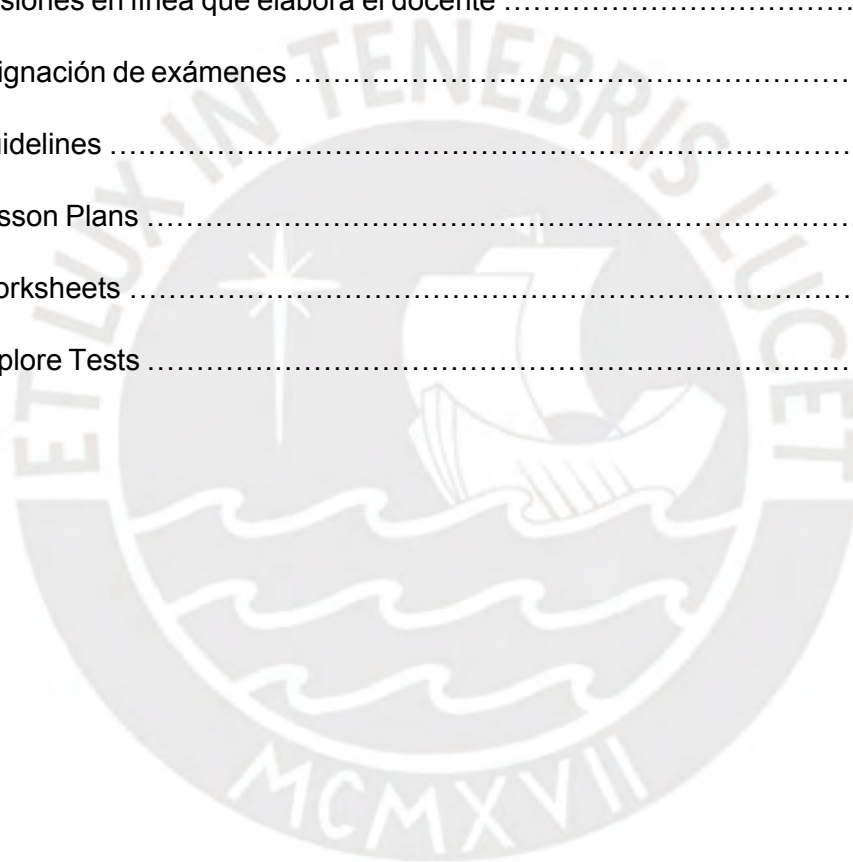 siones en línea que elabora el docente ……………………………………
ignación de exámenes ……………………………………………………………
uidelines ……………………………………………………………………………………
sson Plans ………………………………………………………………………………
orksheets …………………………………………………………………………………
plore Tests ………………………………………………………………………………
ET LUX IN TENEBRIS LUCET
MCMXVII